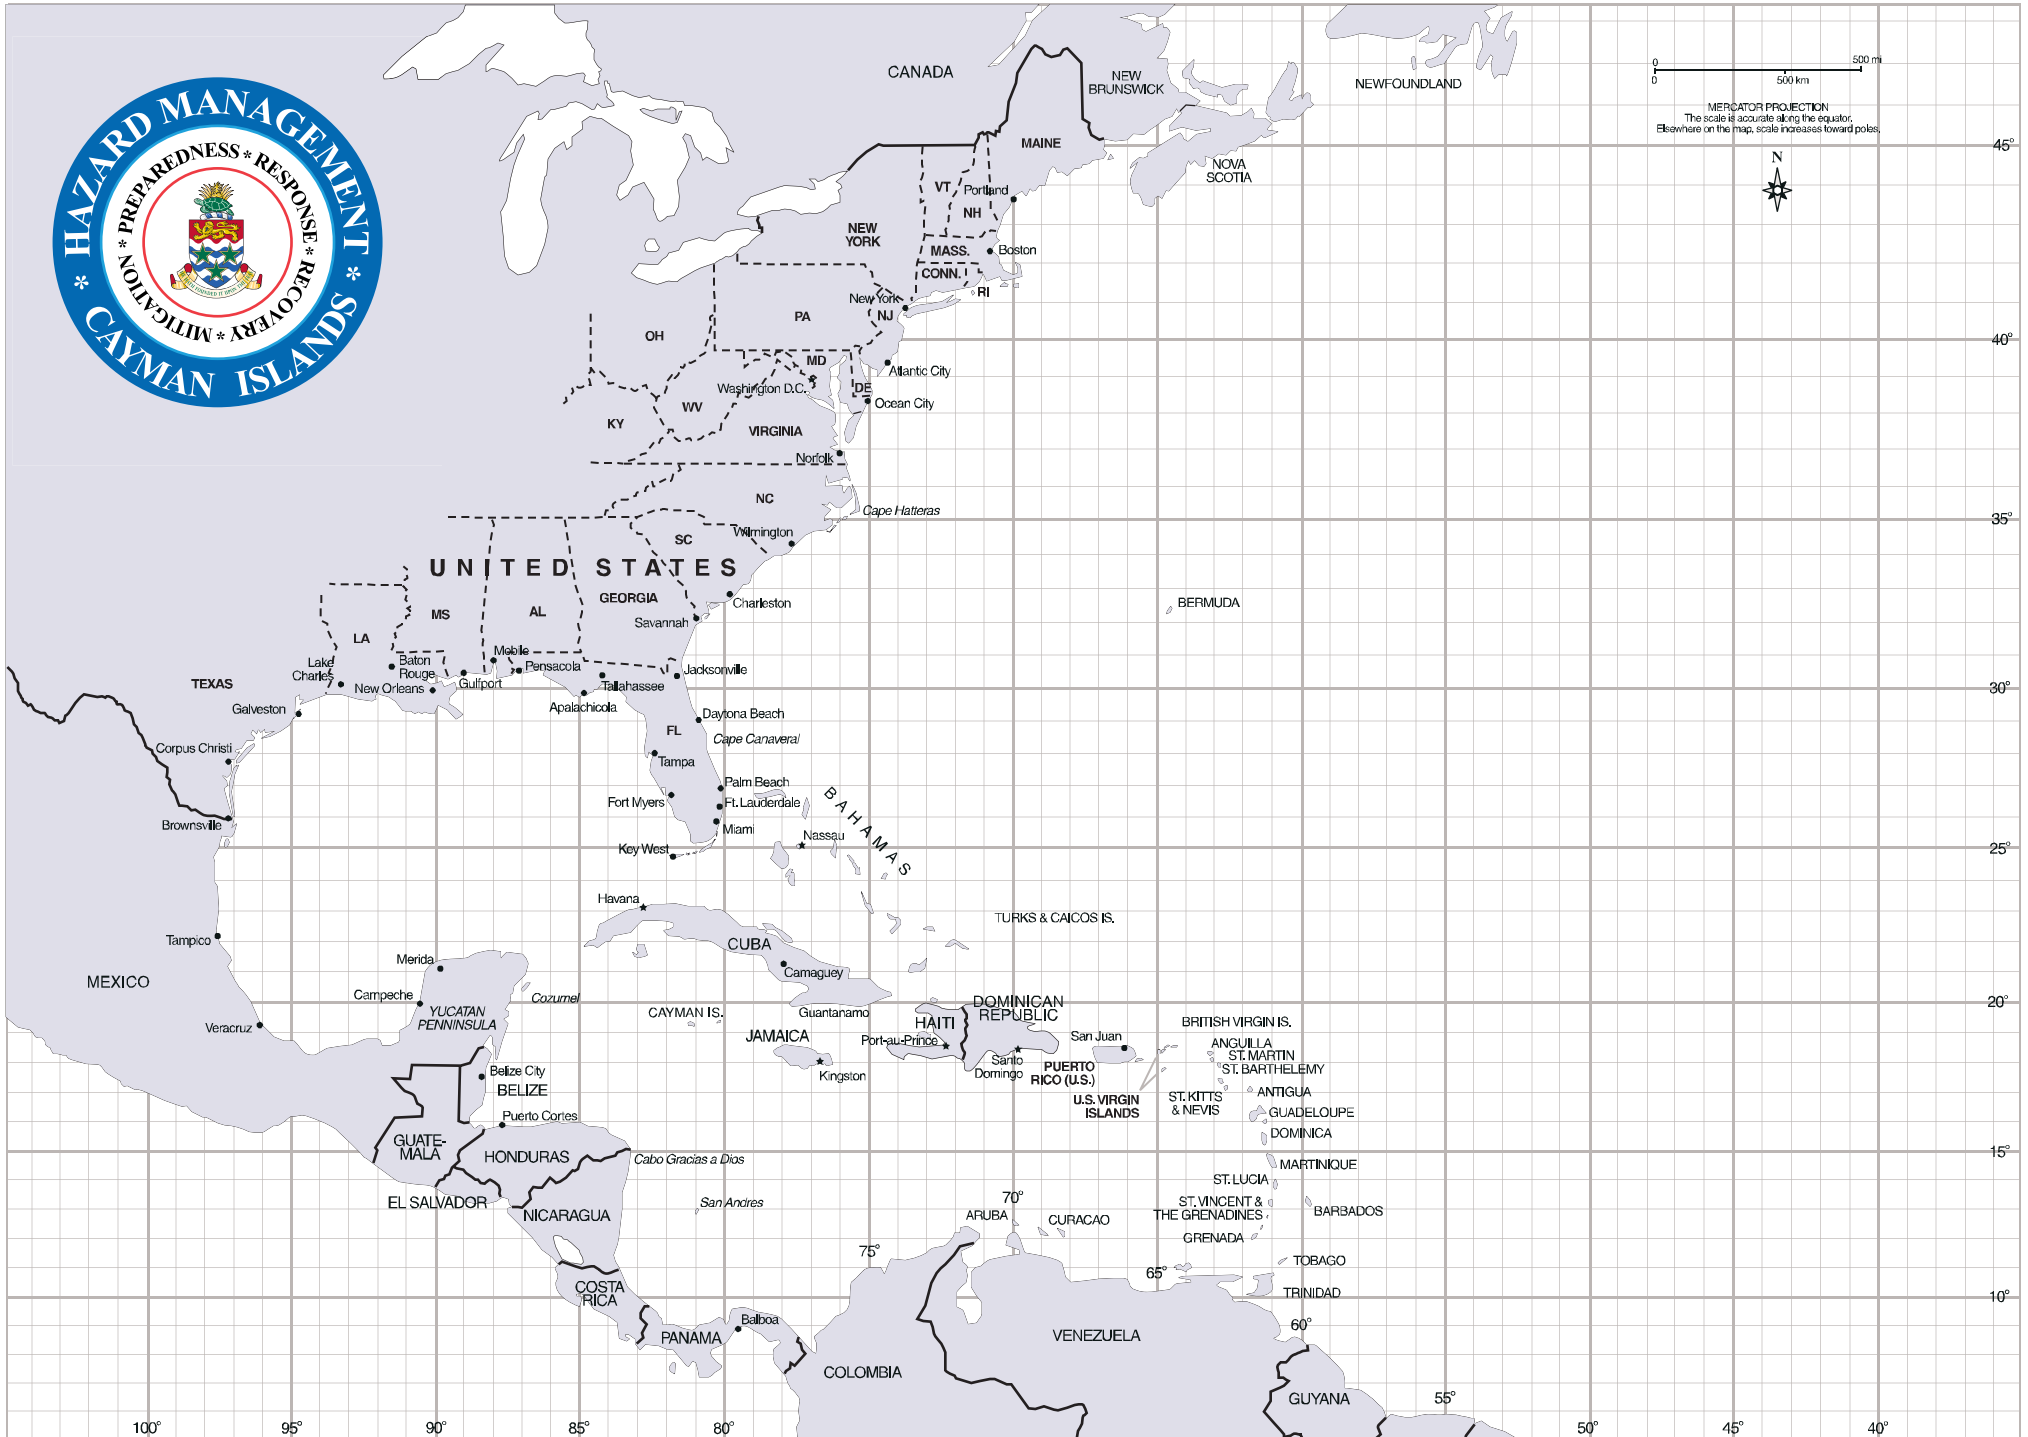 HAZARD MANAGEMENT
CAYMAN ISLANDS
PREPAREDNESS * RESPONSE * RECOVERY * MITIGATION *
CANADA
NEW
BRUNSWICK
NEWFOUNDLAND
0
500 mi
0
500 km
MERCATOR PROJECTION
The scale is accurate along the equator.
Elsewhere on the map, scale increases toward poles.
N
MAINE
NOVA
SCOTIA
45°
VT
Portland
NH
NEW
YORK
MASS.
Boston
CONN.
RI
New York
NJ
PA
OH
40°
MD
Atlantic City
Washington D.C.
DE
Ocean City
WV
KY
VIRGINIA
Norfolk
NC
Cape Hatteras
35°
Wilmington
SC
UNITED STATES
GEORGIA
Charleston
BERMUDA
MS
AL
Savannah
LA
Mobile
Baton
Rouge
Lake
Charles
Pensacola
Jacksonville
TEXAS
New Orleans
Gulfport
Tallahassee
30°
Galveston
Apalachicola
Daytona Beach
FL
Cape Canaveral
Corpus Christi
Tampa
Palm Beach
Fort Myers
Ft. Lauderdale
BAHAMAS
Brownsville
Miami
Nassau
Key West
25°
Havana
TURKS & CAICOS IS.
Tampico
CUBA
Merida
Camaguey
MEXICO
Campeche
Cozumel
YUCATAN
PENNINSULA
20°
DOMINICAN
REPUBLIC
CAYMAN IS.
Guantanamo
Veracruz
HAITI
BRITISH VIRGIN IS.
JAMAICA
Port-au-Prince
San Juan
ANGUILLA
ST. MARTIN
ST. BARTHELEMY
Santo
Domingo
PUERTO
RICO (U.S.)
Kingston
Belize City
BELIZE
U.S. VIRGIN
ISLANDS
ST. KITTS
& NEVIS
ANTIGUA
GUADELOUPE
Puerto Cortes
DOMINICA
GUATE-
MALA
HONDURAS
Cabo Gracias a Dios
15°
MARTINIQUE
ST. LUCIA
EL SALVADOR
San Andres
70°
ST. VINCENT &
THE GRENADINES
BARBADOS
NICARAGUA
ARUBA
CURACAO
GRENADA
75°
TOBAGO
65°
COSTA
RICA
TRINIDAD
10°
Balboa
60°
PANAMA
VENEZUELA
COLOMBIA
GUYANA
55°
100°
95°
90°
85°
80°
50°
45°
40°